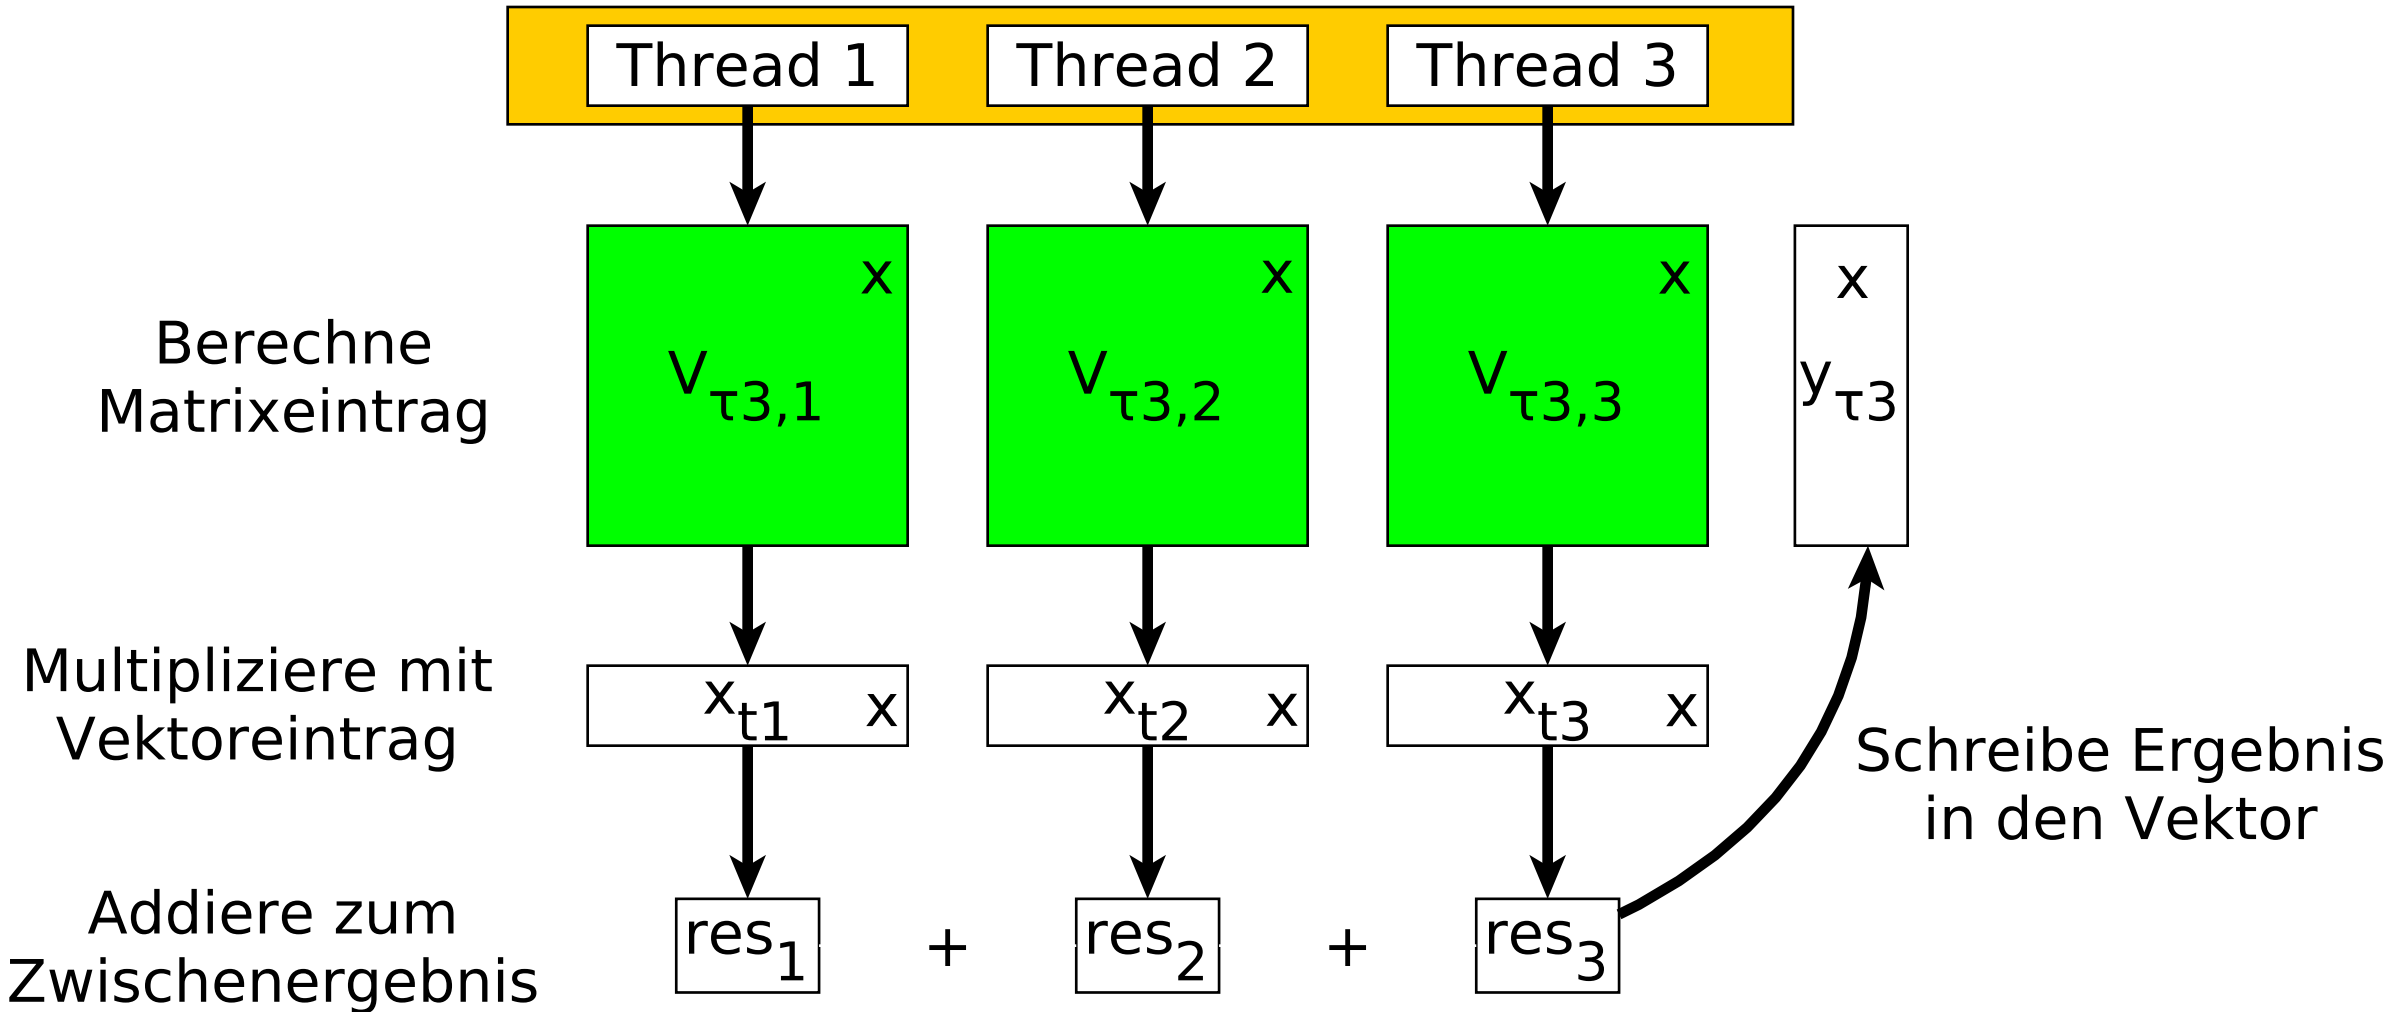 Thread 1 Thread 2 Thread 3
x x x x
Berechne
Matrixeintrag
Vτ3,1 Vτ3,2 Vτ3,3 yτ3
Multipliziere mit
Vektoreintrag
xt1 x xt2 x xt3 x
Schreibe Ergebnis
in den Vektor
Addiere zum
Zwischenergebnis
res1 + res2 + res3